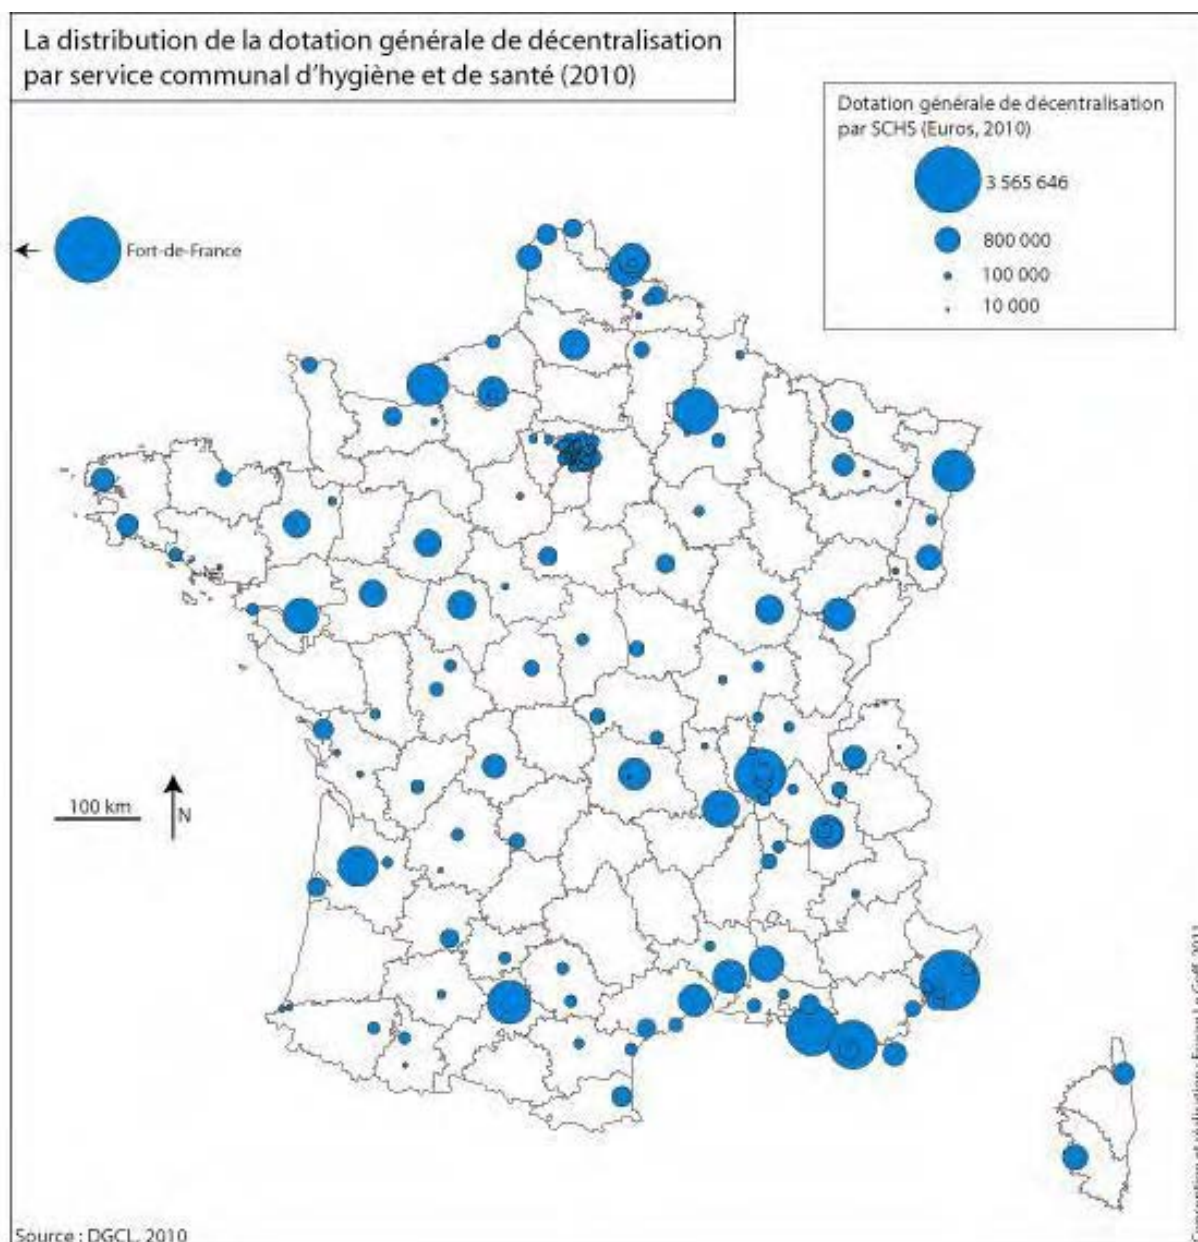 La distribution de la dotation générale de décentralisation
par service communal d'hygiène et de santé (2010)
Dotation générale de décentralisation
par SCHS (Euros, 2010)
3 565 646
800 000
100 000
10 000
Fort-de-France
100 km
N
Source : DGCL, 2010